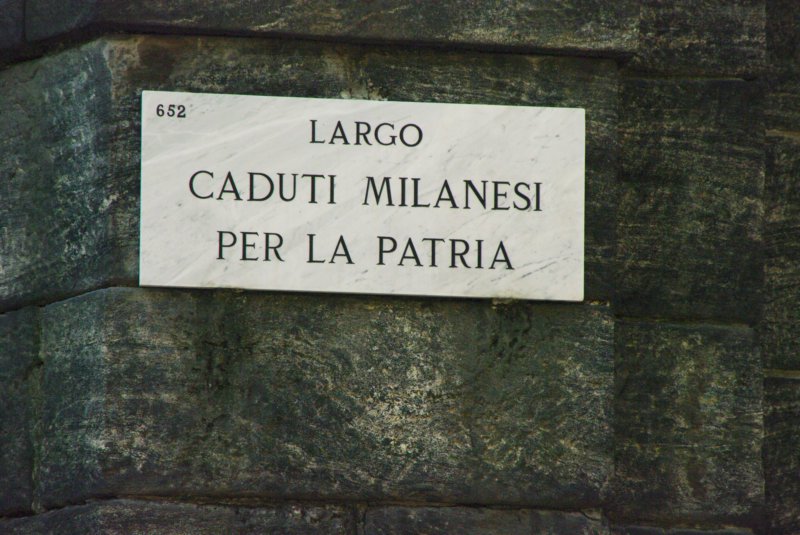 652
LARGO
CADUTI MILANESI
PER LA PATRIA